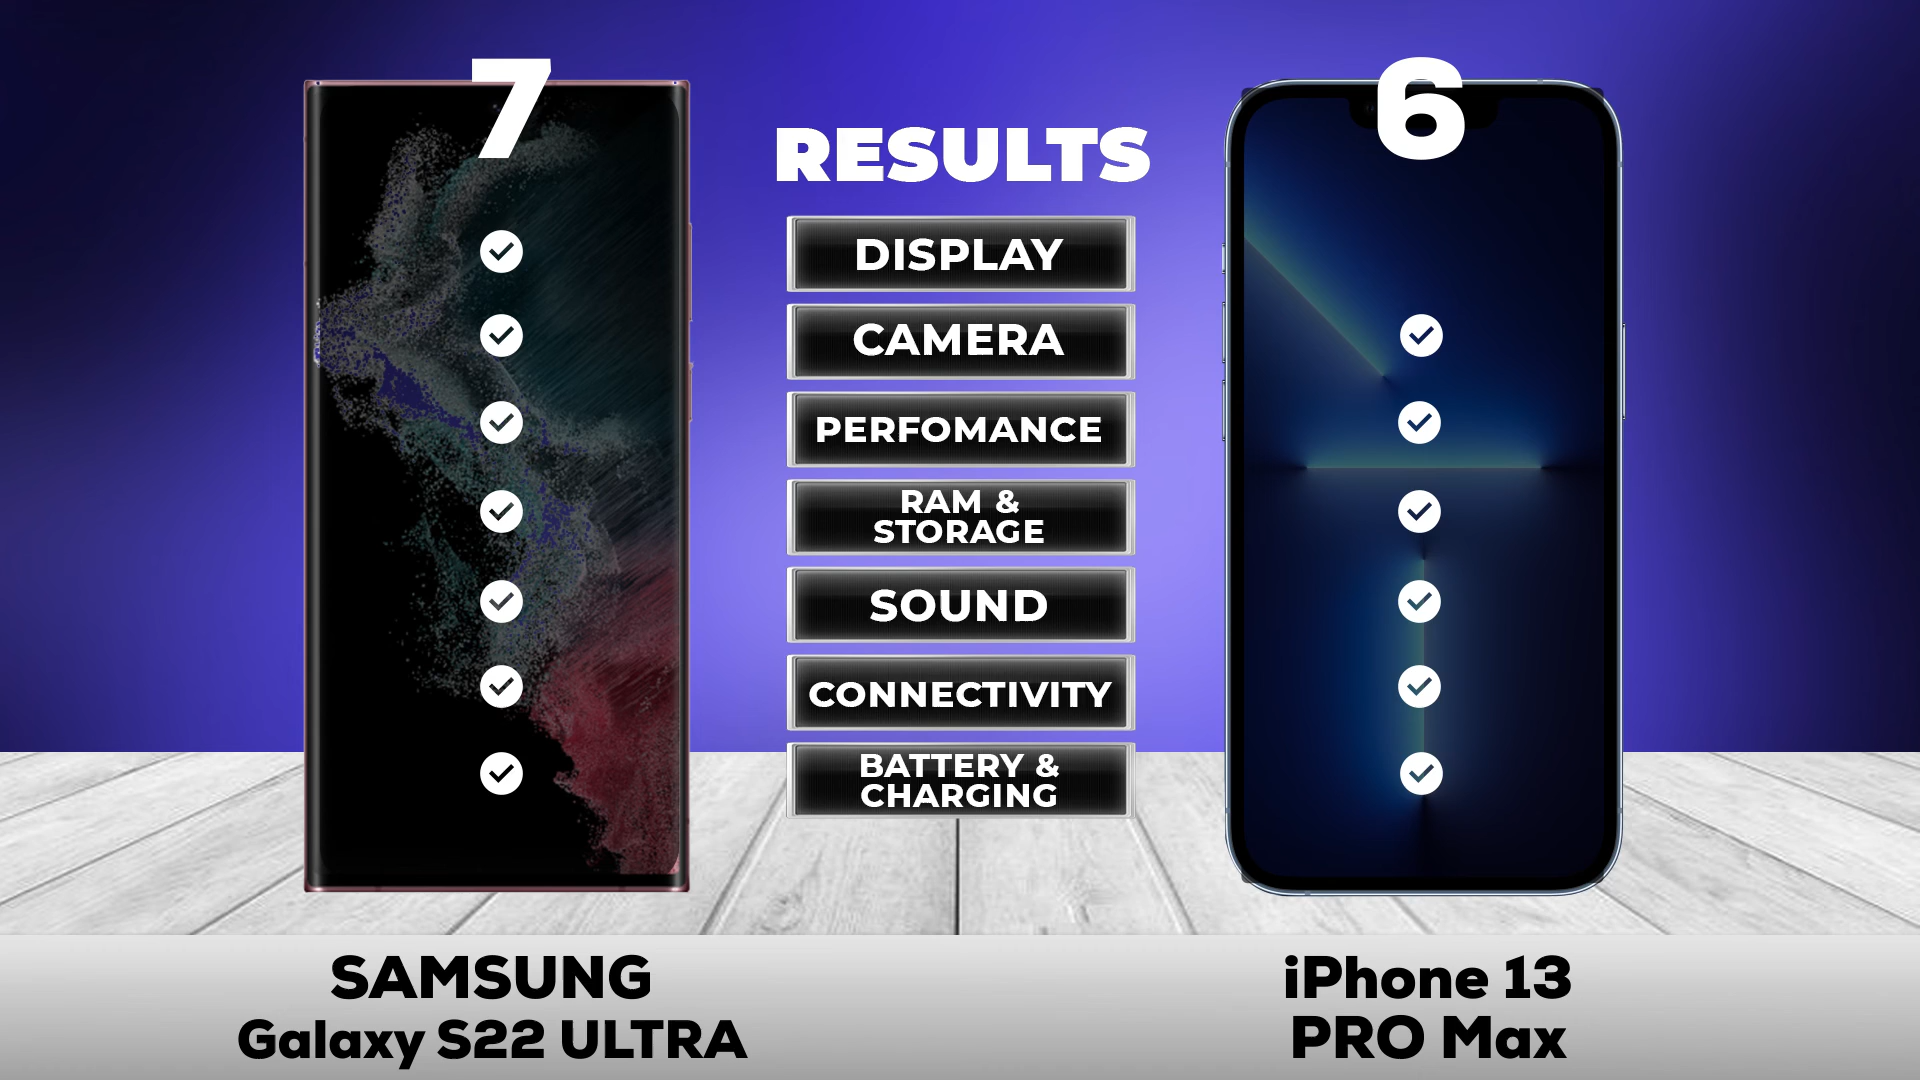 7
RESULTS
6
DISPLAY
CAMERA
PERFOMANCE
RAM &
STORAGE
SOUND
CONNECTIVITY
BATTERY &
CHARGING
SAMSUNG
Galaxy S22 ULTRA
iPhone 13
PRO Max